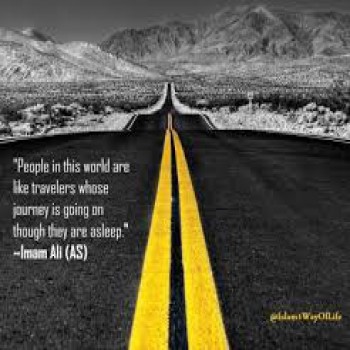 "People in this world are
like travelers whose
journey is going on
though they are asleep."
~Imam Ali (AS)
@Islam1WayOfLife